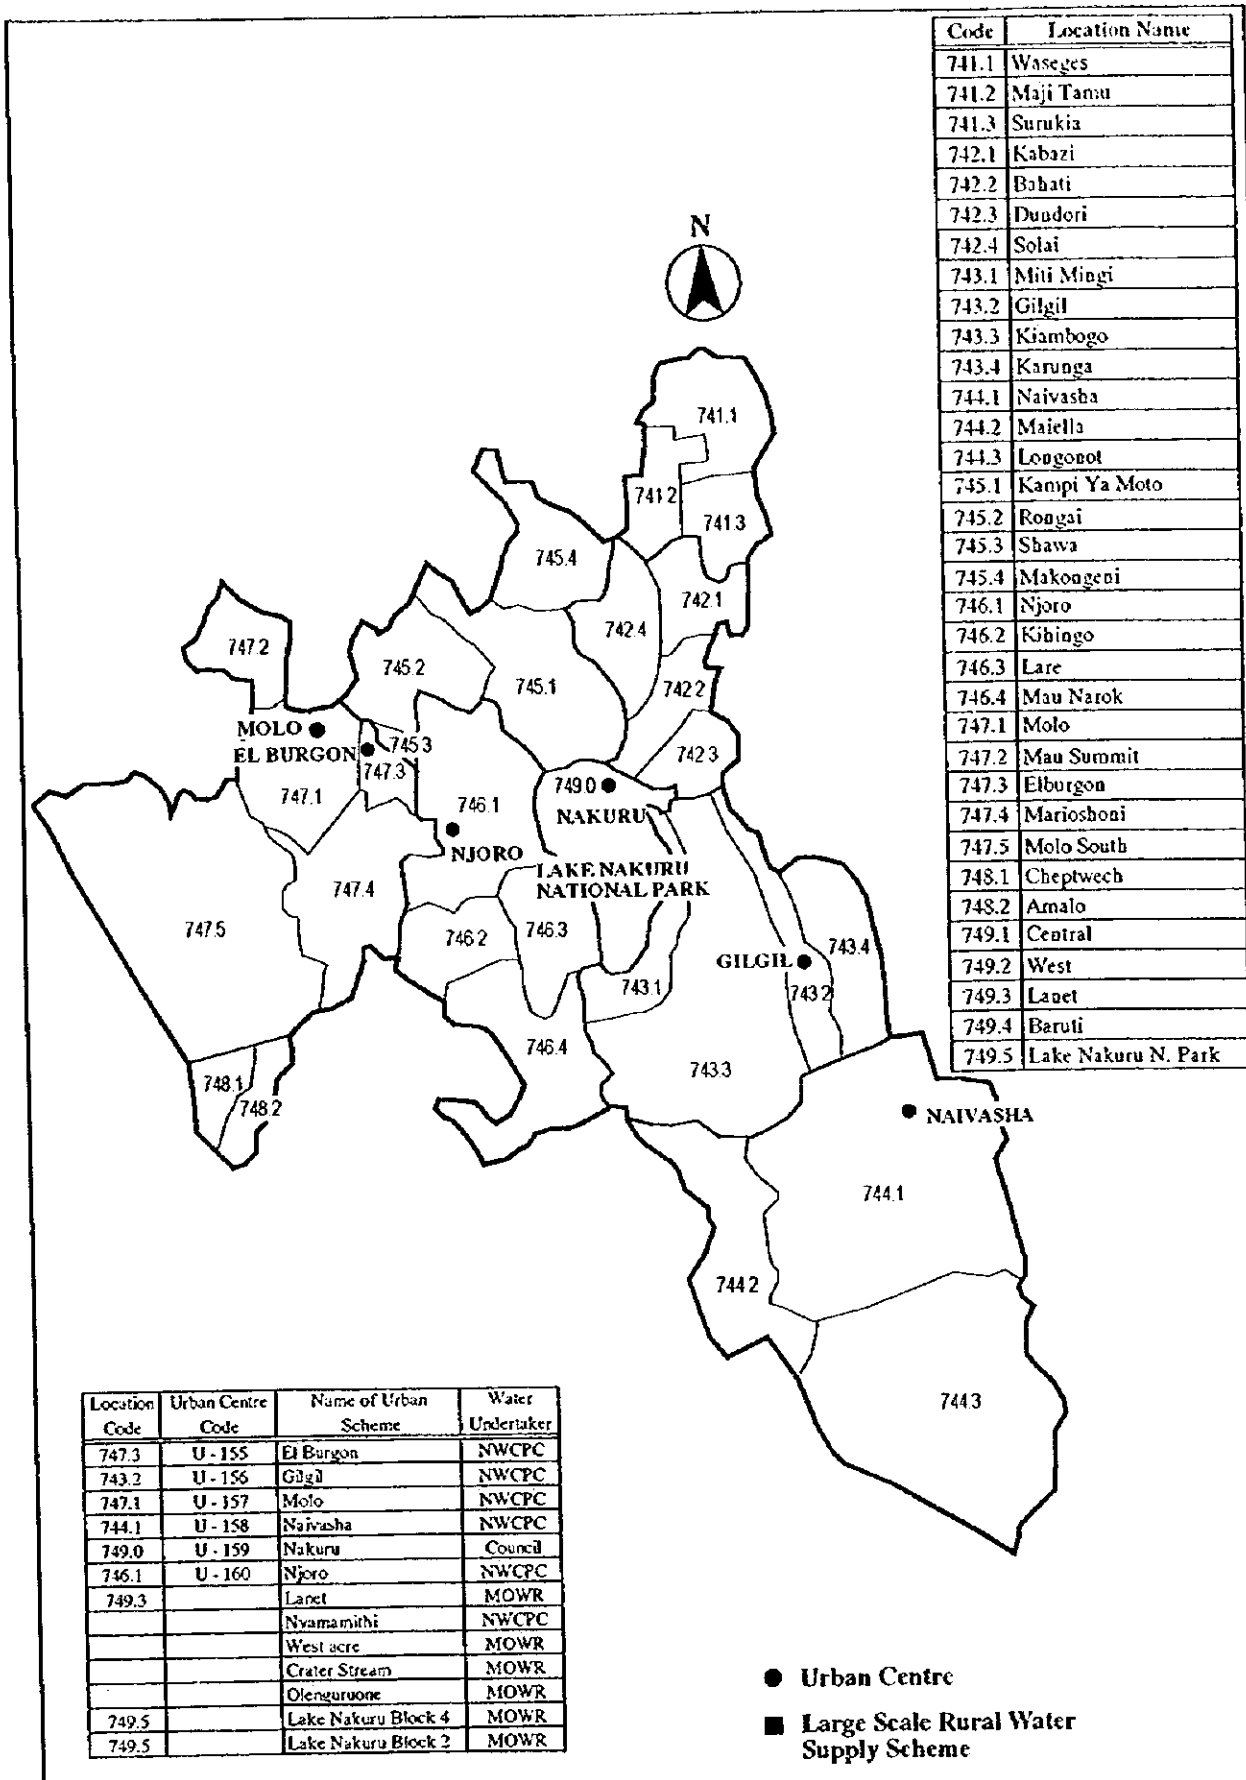 Code Location Name
741.1 Waseges
741.2 Maji Tamu
741.3 Surukia
742.1 Kabazi
742.2 Bahati
742.3 Dundori
742.4 Solai
743.1 Miti Mingi
743.2 Gilgil
743.3 Kiambogo
743.4 Karunga
744.1 Naivasha
744.2 Maiella
744.3 Longonot
745.1 Kampi Ya Moto
745.2 Rongai
745.3 Shawa
745.4 Makongeni
746.1 Njoro
746.2 Kihingo
746.3 Lare
746.4 Mau Narok
747.1 Molo
747.2 Mau Summit
747.3 Elburgon
747.4 Marioshoni
747.5 Molo South
748.1 Cheptwech
748.2 Amalo
749.1 Central
749.2 West
749.3 Lanet
749.4 Baruti
749.5 Lake Nakuru N. Park
N
741.1
741.2
741.3
745.4
742.1
742.4
747.2
745.2
745.1
742.2
MOLO
745.3
EL BURGON
742.3
747.3
749.0
747.1
746.1
NAKURU
NJORO
LAKE NAKURU
NATIONAL PARK
747.4
747.5
746.2
746.3
743.4
GILGIL
743.1
743.2
746.4
743.3
748.1
748.2
NAIVASHA
744.1
744.2
744.3
Location Urban Centre Name of Urban Water
Code Code Scheme Undertaker
747.3 U - 155 El Burgon NWCPC
743.2 U - 156 Gilgil NWCPC
747.1 U - 157 Molo NWCPC
744.1 U - 158 Naivasha NWCPC
749.0 U - 159 Nakuru Council
746.1 U - 160 Njoro NWCPC
749.3 Lanet MOWR
Nyamamithi NWCPC
West acre MOWR
Crater Stream MOWR
Olenguruone MOWR
749.5 Lake Nakuru Block 4 MOWR
749.5 Lake Nakuru Block 2 MOWR
Urban Centre
Large Scale Rural Water
Supply Scheme